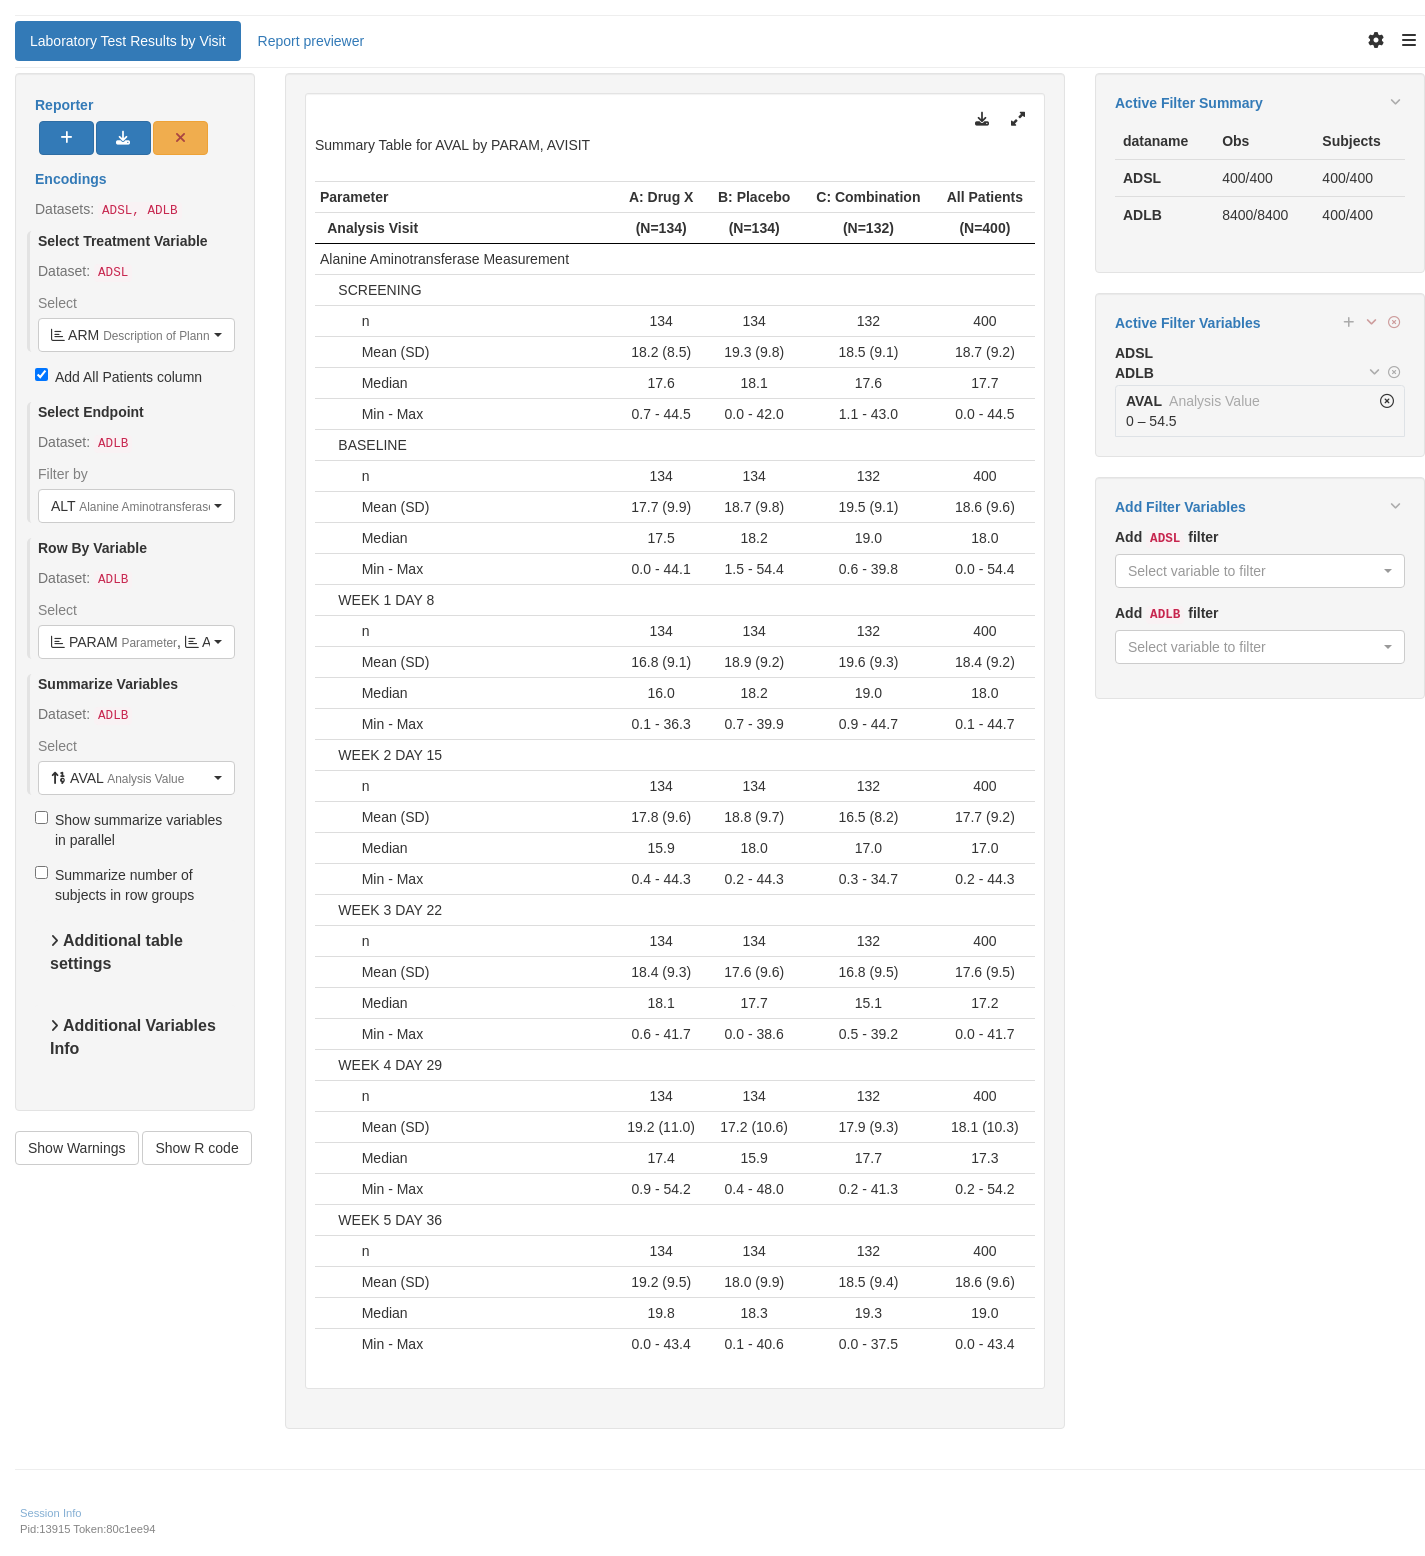 Laboratory Test Results by Visit
Report previewer
Reporter
Encodings
Datasets: ADSL, ADLB
Select Treatment Variable
Dataset: ADSL
Select
ARM Description of Plann
Add All Patients column
Select Endpoint
Dataset: ADLB
Filter by
ALT Alanine Aminotransferase
Row By Variable
Dataset: ADLB
Select
PARAM Parameter, A
Summarize Variables
Dataset: ADLB
Select
AVAL Analysis Value
Show summarize variables
in parallel
Summarize number of
subjects in row groups
Additional table
settings
Additional Variables
Info
Show Warnings Show R code
Summary Table for AVAL by PARAM, AVISIT
Parameter A: Drug X B: Placebo C: Combination All Patients
Analysis Visit (N=134) (N=134) (N=132) (N=400)
Alanine Aminotransferase Measurement
SCREENING
n 134 134 132 400
Mean (SD) 18.2 (8.5) 19.3 (9.8) 18.5 (9.1) 18.7 (9.2)
Median 17.6 18.1 17.6 17.7
Min - Max 0.7 - 44.5 0.0 - 42.0 1.1 - 43.0 0.0 - 44.5
BASELINE
n 134 134 132 400
Mean (SD) 17.7 (9.9) 18.7 (9.8) 19.5 (9.1) 18.6 (9.6)
Median 17.5 18.2 19.0 18.0
Min - Max 0.0 - 44.1 1.5 - 54.4 0.6 - 39.8 0.0 - 54.4
WEEK 1 DAY 8
n 134 134 132 400
Mean (SD) 16.8 (9.1) 18.9 (9.2) 19.6 (9.3) 18.4 (9.2)
Median 16.0 18.2 19.0 18.0
Min - Max 0.1 - 36.3 0.7 - 39.9 0.9 - 44.7 0.1 - 44.7
WEEK 2 DAY 15
n 134 134 132 400
Mean (SD) 17.8 (9.6) 18.8 (9.7) 16.5 (8.2) 17.7 (9.2)
Median 15.9 18.0 17.0 17.0
Min - Max 0.4 - 44.3 0.2 - 44.3 0.3 - 34.7 0.2 - 44.3
WEEK 3 DAY 22
n 134 134 132 400
Mean (SD) 18.4 (9.3) 17.6 (9.6) 16.8 (9.5) 17.6 (9.5)
Median 18.1 17.7 15.1 17.2
Min - Max 0.6 - 41.7 0.0 - 38.6 0.5 - 39.2 0.0 - 41.7
WEEK 4 DAY 29
n 134 134 132 400
Mean (SD) 19.2 (11.0) 17.2 (10.6) 17.9 (9.3) 18.1 (10.3)
Median 17.4 15.9 17.7 17.3
Min - Max 0.9 - 54.2 0.4 - 48.0 0.2 - 41.3 0.2 - 54.2
WEEK 5 DAY 36
n 134 134 132 400
Mean (SD) 19.2 (9.5) 18.0 (9.9) 18.5 (9.4) 18.6 (9.6)
Median 19.8 18.3 19.3 19.0
Min - Max 0.0 - 43.4 0.1 - 40.6 0.0 - 37.5 0.0 - 43.4
Active Filter Summary
dataname Obs Subjects
ADSL 400/400 400/400
ADLB 8400/8400 400/400
Active Filter Variables
ADSL
ADLB
AVAL Analysis Value
0 – 54.5
Add Filter Variables
Add ADSL filter
Select variable to filter
Add ADLB filter
Select variable to filter
Session Info
Pid:13915 Token:80c1ee94